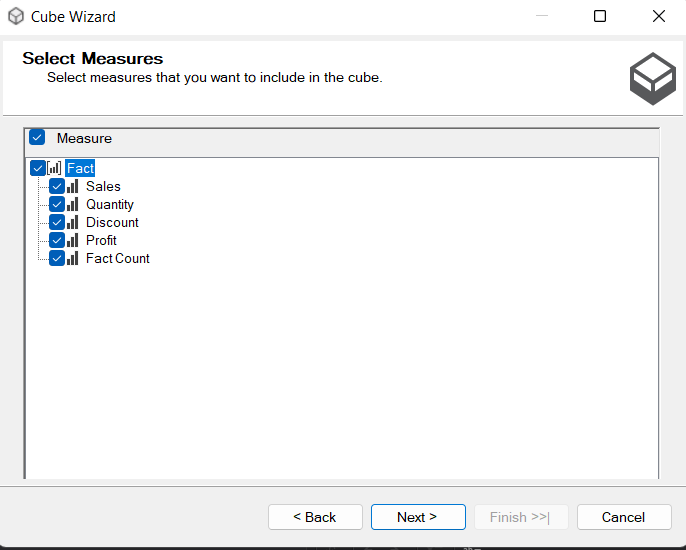 Cube Wizard
Select Measures
Select measures that you want to include in the cube.
Measure
Fact
Sales
Quantity
Discount
Profit
Fact Count
< Back
Next >
Finish >>|
Cancel